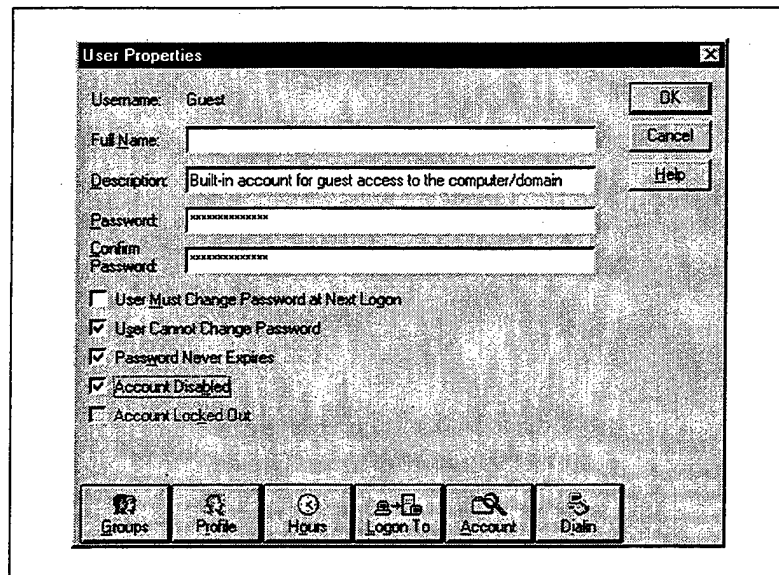 User Properties
Username: Guest
OK
Full Name:
Cancel
Description: Built-in account for guest access to the computer/domain
Help
Password: **************
Confirm
Password: **************
User Must Change Password at Next Logon
User Cannot Change Password
Password Never Expires
Account Disabled
Account Locked Out
Groups Profile Hours Logon To Account Dialin